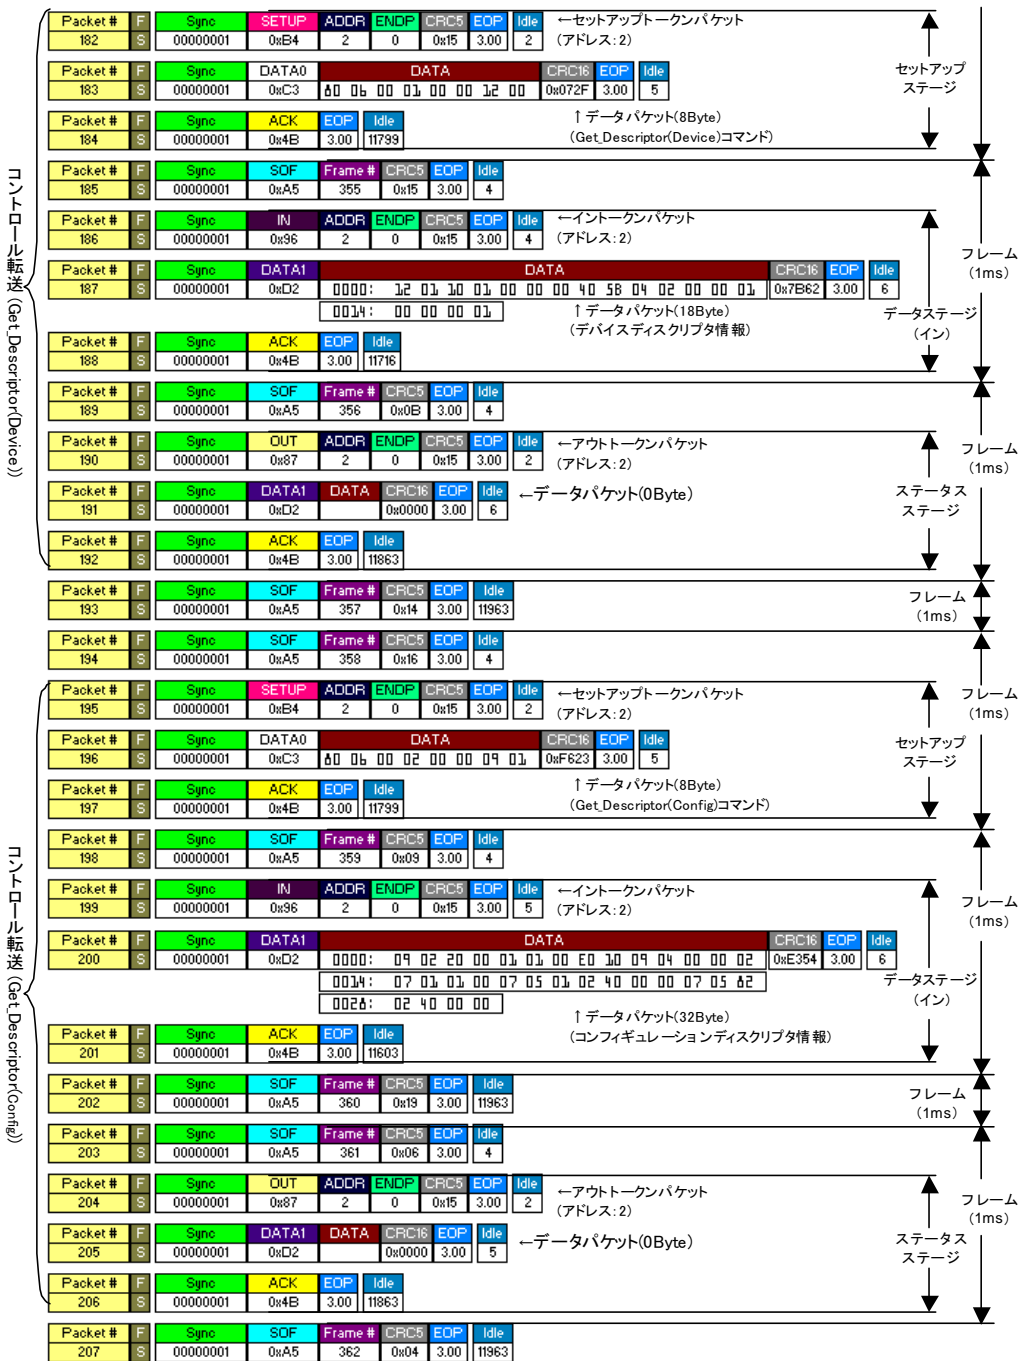 Packet # F Sync SETUP ADDR ENDP CRC5 EOP Idle ←セットアップトークンパケット
182 S 00000001 0xB4 2 0 0x15 3.00 2 (アドレス:2)
Packet # F Sync DATA0 DATA CRC16 EOP Idle セットアップ
183 S 00000001 0xC3 80 06 00 01 00 00 12 00 0x072F 3.00 5 ステージ
Packet # F Sync ACK EOP Idle ↑データパケット(8Byte)
184 S 00000001 0x4B 3.00 11799 (Get_Descriptor(Device)コマンド)
Packet # F Sync SOF Frame # CRC5 EOP Idle
185 S 00000001 0xA5 355 0x15 3.00 4
Packet # F Sync IN ADDR ENDP CRC5 EOP Idle ←イントークンパケット
186 S 00000001 0x96 2 0 0x15 3.00 4 (アドレス:2)
フレーム
(1ms)
Packet # F Sync DATA1 DATA CRC16 EOP Idle
187 S 00000001 0xD2 0000: 12 01 10 01 00 00 00 40 5B 04 02 00 00 01 0x7B62 3.00 6
0014: 00 00 00 01 ↑データパケット(18Byte) データステージ
(デバイスディスクリプタ情報) (イン)
Packet # F Sync ACK EOP Idle
188 S 00000001 0x4B 3.00 11716
コントロール転送 (Get_Descriptor(Device))
Packet # F Sync SOF Frame # CRC5 EOP Idle
189 S 00000001 0xA5 356 0x0B 3.00 4
Packet # F Sync OUT ADDR ENDP CRC5 EOP Idle ←アウトトークンパケット フレーム
190 S 00000001 0x87 2 0 0x15 3.00 2 (アドレス:2) (1ms)
Packet # F Sync DATA1 DATA CRC16 EOP Idle ←データパケット(0Byte) ステータス
191 S 00000001 0xD2 0x0000 3.00 6 ステージ
Packet # F Sync ACK EOP Idle
192 S 00000001 0x4B 3.00 11863
Packet # F Sync SOF Frame # CRC5 EOP Idle フレーム
193 S 00000001 0xA5 357 0x14 3.00 11963 (1ms)
Packet # F Sync SOF Frame # CRC5 EOP Idle
194 S 00000001 0xA5 358 0x16 3.00 4
Packet # F Sync SETUP ADDR ENDP CRC5 EOP Idle ←セットアップトークンパケット フレーム
195 S 00000001 0xB4 2 0 0x15 3.00 2 (アドレス:2) (1ms)
Packet # F Sync DATA0 DATA CRC16 EOP Idle セットアップ
196 S 00000001 0xC3 80 06 00 02 00 00 09 01 0xF623 3.00 5 ステージ
Packet # F Sync ACK EOP Idle ↑データパケット(8Byte)
197 S 00000001 0x4B 3.00 11799 (Get_Descriptor(Config)コマンド)
Packet # F Sync SOF Frame # CRC5 EOP Idle
198 S 00000001 0xA5 359 0x09 3.00 4
Packet # F Sync IN ADDR ENDP CRC5 EOP Idle ←イントークンパケット フレーム
199 S 00000001 0x96 2 0 0x15 3.00 5 (アドレス:2) (1ms)
Packet # F Sync DATA1 DATA CRC16 EOP Idle
200 S 00000001 0xD2 0000: 09 02 20 00 01 01 00 E0 10 09 04 00 00 02 0xE354 3.00 6
0014: 07 01 01 00 07 05 01 02 40 00 00 07 05 82 データステージ
0028: 02 40 00 00 (イン)
↑データパケット(32Byte)
(コンフィギュレーションディスクリプタ情報)
Packet # F Sync ACK EOP Idle
201 S 00000001 0x4B 3.00 11603
コントロール転送 (Get_Descriptor(Config))
Packet # F Sync SOF Frame # CRC5 EOP Idle フレーム
202 S 00000001 0xA5 360 0x19 3.00 11963 (1ms)
Packet # F Sync SOF Frame # CRC5 EOP Idle
203 S 00000001 0xA5 361 0x06 3.00 4
Packet # F Sync OUT ADDR ENDP CRC5 EOP Idle ←アウトトークンパケット フレーム
204 S 00000001 0x87 2 0 0x15 3.00 2 (アドレス:2) (1ms)
Packet # F Sync DATA1 DATA CRC16 EOP Idle ←データパケット(0Byte) ステータス
205 S 00000001 0xD2 0x0000 3.00 5 ステージ
Packet # F Sync ACK EOP Idle
206 S 00000001 0x4B 3.00 11863
Packet # F Sync SOF Frame # CRC5 EOP Idle
207 S 00000001 0xA5 362 0x04 3.00 11963